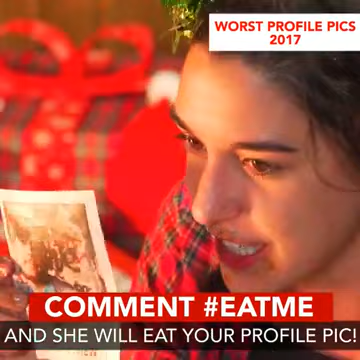 WORST PROFILE PICS
2017
COMMENT #EATME
AND SHE WILL EAT YOUR PROFILE PIC!